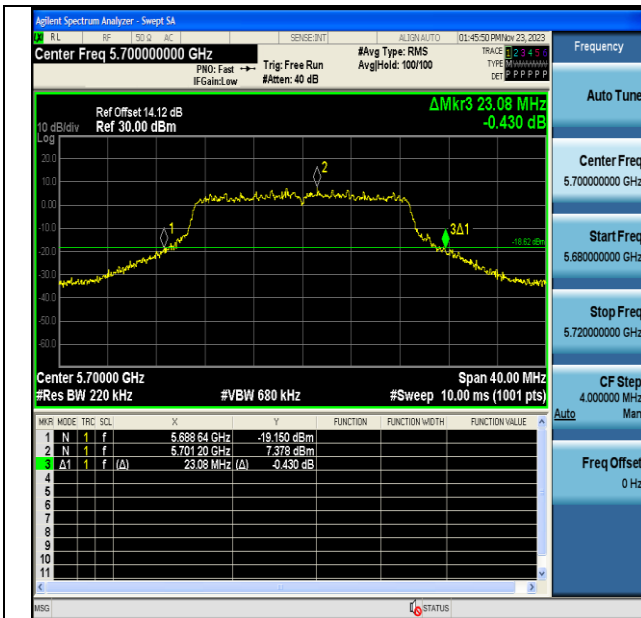 Agilent Spectrum Analyzer - Swept SA
RL RF 50 Ω AC SENSE:INT ALIGN AUTO 01:45:50 PM Nov 23, 2023
Center Freq 5.700000000 GHz
PNO: Fast
IFGain:Low
Trig: Free Run
#Atten: 40 dB
#Avg Type: RMS
Avg|Hold: 100/100
TRACE 1 2 3 4 5 6
TYPE M
DET P P P P P P
ΔMkr3 23.08 MHz
-0.430 dB
Ref Offset 14.12 dB
10 dB/div Ref 30.00 dBm
Log
20.0
10.0
0.00
-10.0
-20.0
-30.0
-40.0
-50.0
-60.0
1
2
3Δ1
-18.62 dBm
Center 5.70000 GHz Span 40.00 MHz
#Res BW 220 kHz #VBW 680 kHz #Sweep 10.00 ms (1001 pts)
MKR MODE TRC SCL X Y FUNCTION FUNCTION WIDTH FUNCTION VALUE
1 N 1 f 5.688 64 GHz -19.150 dBm
2 N 1 f 5.701 20 GHz 7.378 dBm
3 Δ1 1 f (Δ) 23.08 MHz (Δ) -0.430 dB
4
5
6
7
8
9
10
11
MSG STATUS
Frequency
Auto Tune
Center Freq
5.700000000 GHz
Start Freq
5.680000000 GHz
Stop Freq
5.720000000 GHz
CF Step
4.000000 MHz
Auto Man
Freq Offset
0 Hz